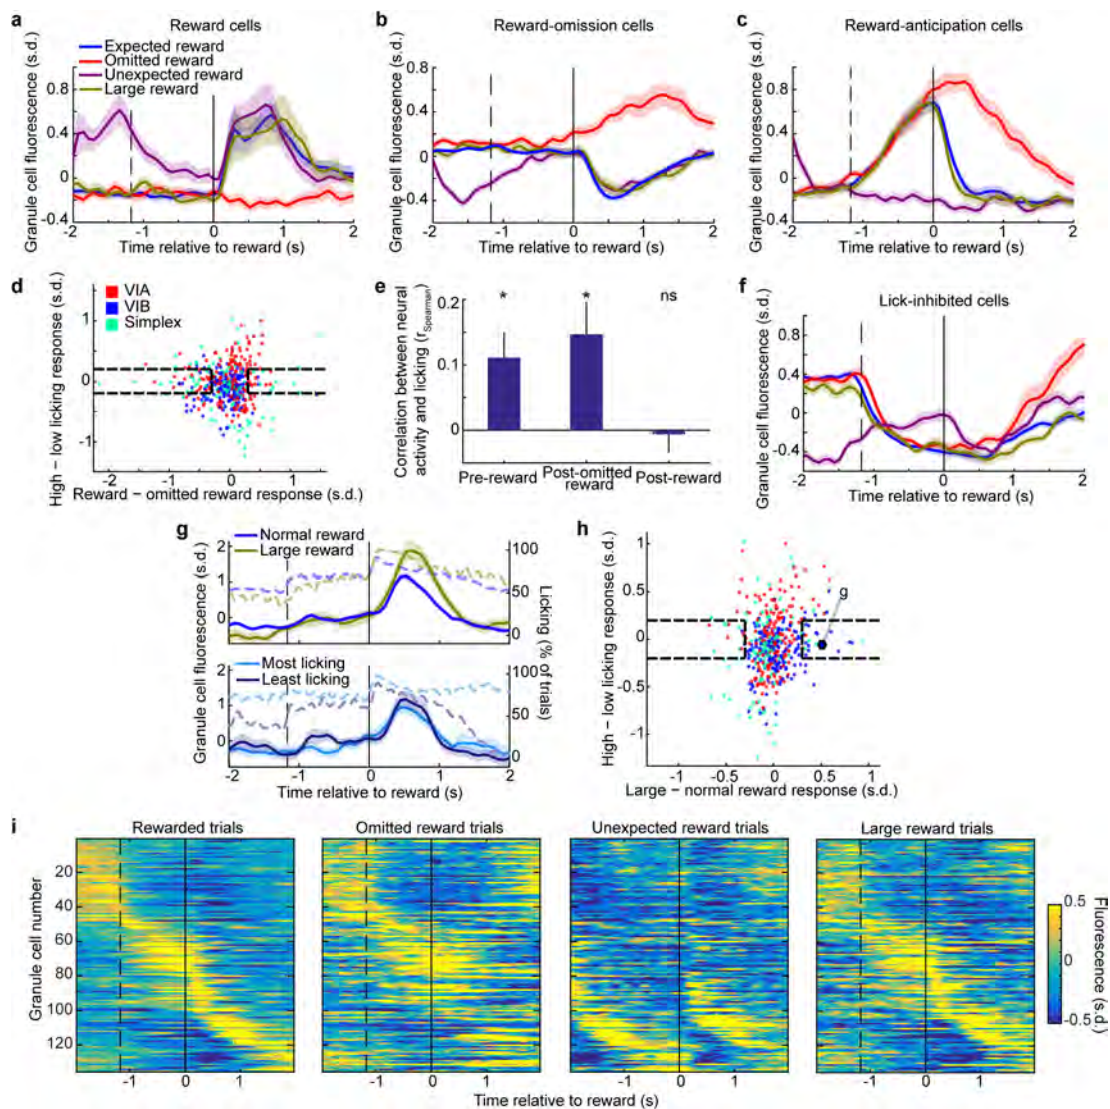 a Reward cells
Expected reward
Omitted reward
Unexpected reward
Large reward
Granule cell fluorescence (s.d.)
0.8
0.4
0
-0.4
-2 -1 0 1 2
Time relative to reward (s)
b Reward-omission cells
Granule cell fluorescence (s.d.)
0.8
0.4
0
-0.4
-2 -1 0 1 2
Time relative to reward (s)
c Reward-anticipation cells
Granule cell fluorescence (s.d.)
0.8
0.4
0
-0.4
-2 -1 0 1 2
Time relative to reward (s)
d
VIA
VIB
Simplex
High − low licking response (s.d.)
1
0
-1
-2 -1 0 1
Reward − omitted reward response (s.d.)
e
Correlation between neural
activity and licking (rSpearman)
0.2
0.1
0
* * ns
Pre-reward
Post-omitted
reward
Post-reward
f Lick-inhibited cells
Granule cell fluorescence (s.d.)
0.8
0.4
0
-0.4
-2 -1 0 1 2
Time relative to reward (s)
g
Normal reward
Large reward
Granule cell fluorescence (s.d.)
2
1
0
100
50
0
Licking (% of
trials)
Most licking
Least licking
Granule cell fluorescence (s.d.)
2
1
0
100
50
0
-2 -1 0 1 2
Time relative to reward (s)
h
High − low licking response (s.d.)
1
0.5
0
-0.5
-1
g
-1 -0.5 0 0.5 1
Large − normal reward response (s.d.)
i
Rewarded trials
Omitted reward trials
Unexpected reward trials
Large reward trials
Granule cell number
20
40
60
80
100
120
-1 0 1
-1 0 1
-1 0 1
-1 0 1
Time relative to reward (s)
0.5
0
-0.5
Fluorescence (s.d.)